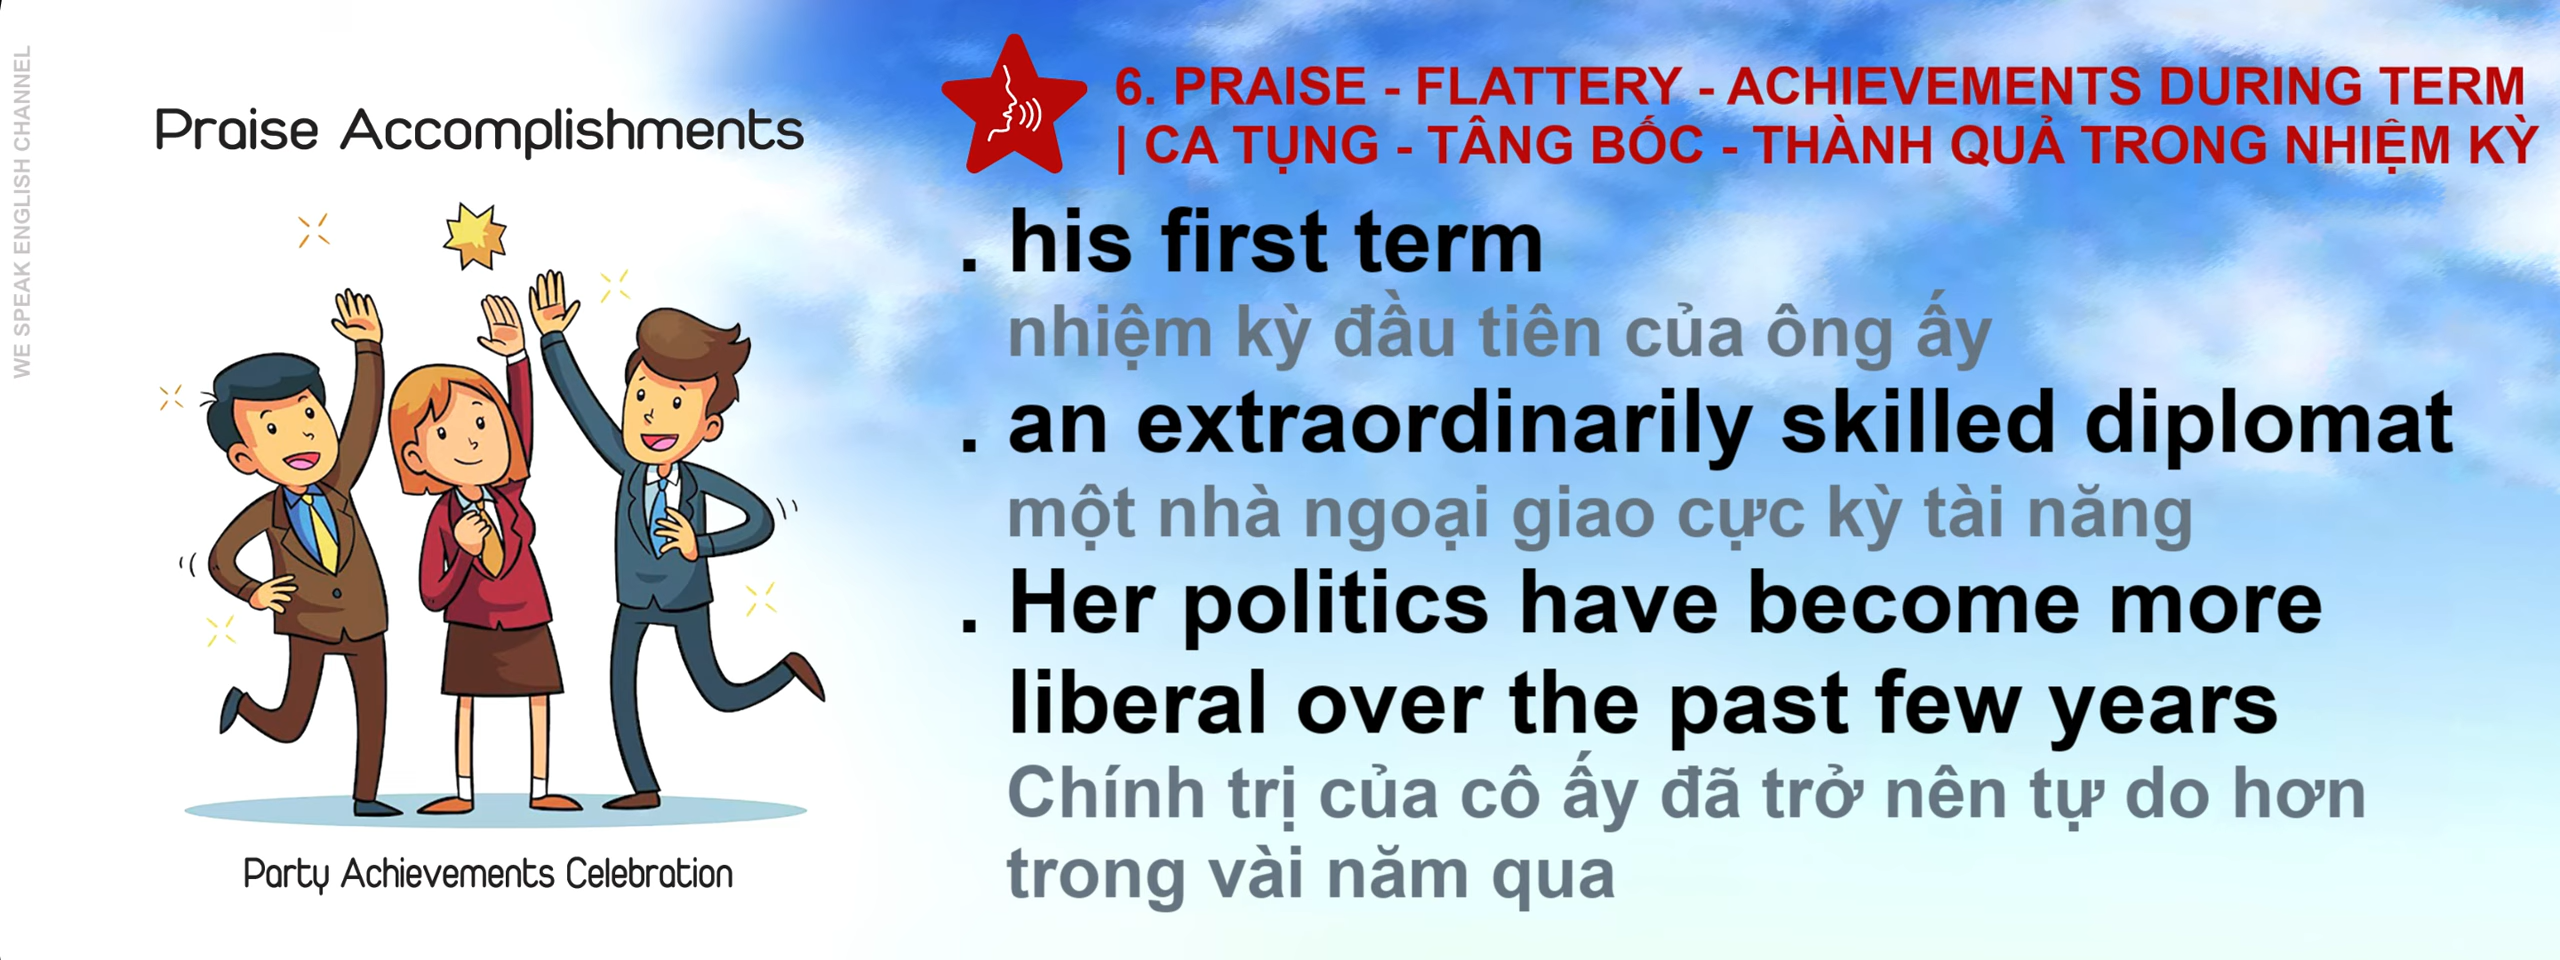 WE SPEAK ENGLISH CHANNEL
Praise Accomplishments
Party Achievements Celebration
6. PRAISE - FLATTERY - ACHIEVEMENTS DURING TERM
| CA TỤNG - TÂNG BỐC - THÀNH QUẢ TRONG NHIỆM KỲ
. his first term
nhiệm kỳ đầu tiên của ông ấy
. an extraordinarily skilled diplomat
một nhà ngoại giao cực kỳ tài năng
. Her politics have become more
liberal over the past few years
Chính trị của cô ấy đã trở nên tự do hơn
trong vài năm qua